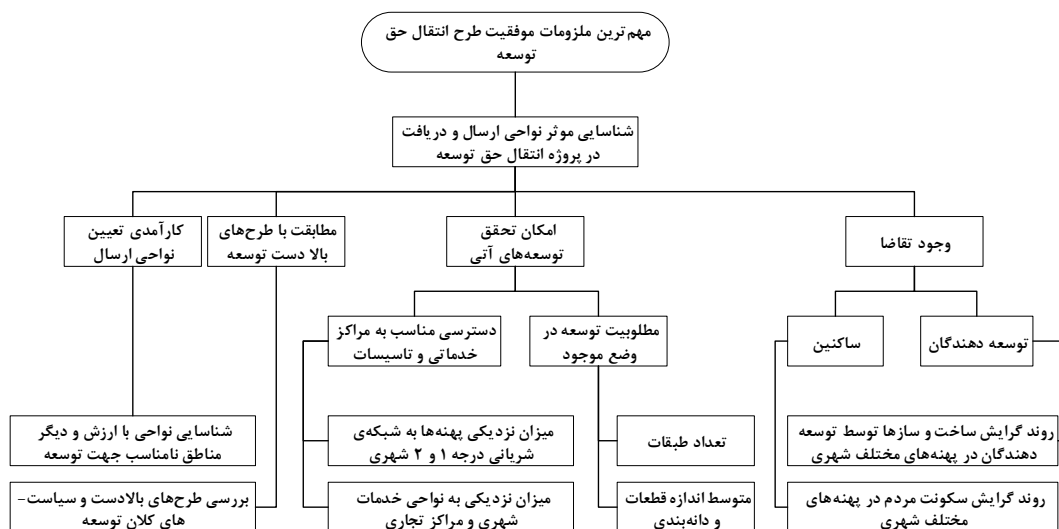 مهم ترین ملزومات موفقیت طرح انتقال حق
توسعه
شناسایی موثر نواحی ارسال و دریافت
در پروژه انتقال حق توسعه
وجود تقاضا
امکان تحقق
توسعه‌های آتی
مطابقت با طرح‌های
بالا دست توسعه
کارآمدی تعیین
نواحی ارسال
توسعه دهندگان
ساکنین
مطلوبیت توسعه در
وضع موجود
دسترسی مناسب به مراکز
خدماتی و تاسیسات
روند گرایش ساخت و سازها توسط توسعه
دهندگان در پهنه‌های مختلف شهری
تعداد طبقات
میزان نزدیکی پهنه‌ها به شبکه‌ی
شریانی درجه ۱ و ۲ شهری
شناسایی نواحی با ارزش و دیگر
مناطق نامناسب جهت توسعه
روند گرایش سکونت مردم در پهنه‌های
مختلف شهری
متوسط اندازه قطعات
و دانه‌بندی
میزان نزدیکی به نواحی خدمات
شهری و مراکز تجاری
بررسی طرح‌های بالادست و سیاست-
های کلان توسعه